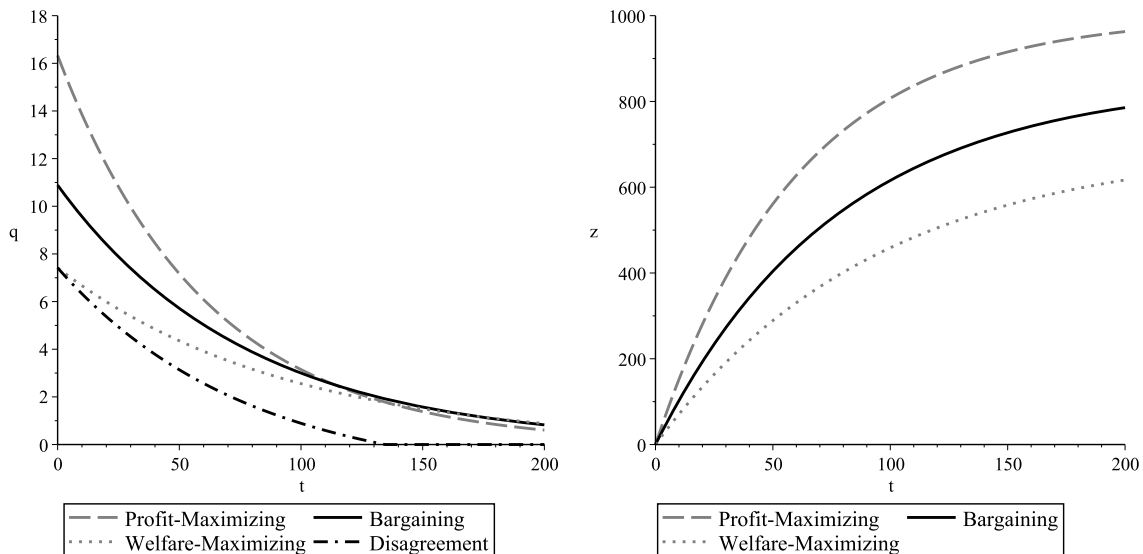 18
16
14
12
10
q
8
6
4
2
0
0 50 100 150 200
t
Profit-Maximizing Bargaining
Welfare-Maximizing Disagreement
1000
800
600
z
400
200
0
0 50 100 150 200
t
Profit-Maximizing Bargaining
Welfare-Maximizing